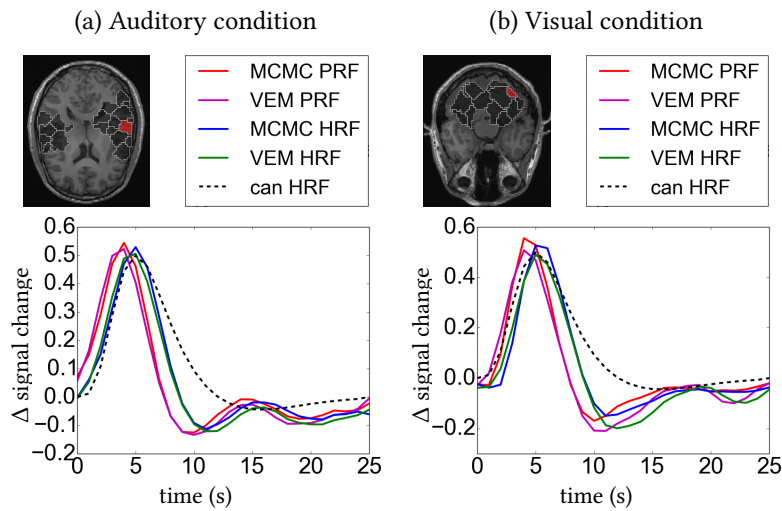 (a) Auditory condition
MCMC PRF
VEM PRF
MCMC HRF
VEM HRF
can HRF
Δ signal change
0.6
0.5
0.4
0.3
0.2
0.1
0.0
−0.1
−0.2
0 5 10 15 20 25
time (s)
(b) Visual condition
MCMC PRF
VEM PRF
MCMC HRF
VEM HRF
can HRF
Δ signal change
0.6
0.4
0.2
0.0
−0.2
0 5 10 15 20 25
time (s)